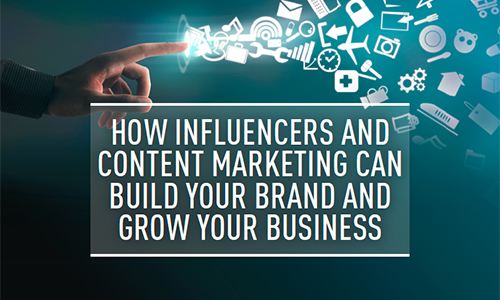 HOW INFLUENCERS AND
CONTENT MARKETING CAN
BUILD YOUR BRAND AND
GROW YOUR BUSINESS